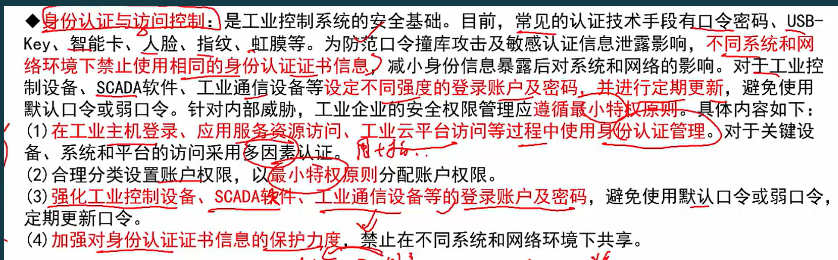 ◆身份认证与访问控制：是工业控制系统的安全基础。目前，常见的认证技术手段有口令密码、USB-
Key、智能卡、人脸、指纹、虹膜等。为防范口令撞库攻击及敏感认证信息泄露影响，不同系统和网
络环境下禁止使用相同的身份认证证书信息，减小身份信息暴露后对系统和网络的影响。对于工业控
制设备、SCADA软件、工业通信设备等设定不同强度的登录账户及密码，并进行定期更新，避免使用
默认口令或弱口令。针对内部威胁，工业企业的安全权限管理应遵循最小特权原则。具体内容如下：
(1)在工业主机登录、应用服务资源访问、工业云平台访问等过程中使用身份认证管理。对于关键设
备、系统和平台的访问采用多因素认证。
(2)合理分类设置账户权限，以最小特权原则分配账户权限。
(3)强化工业控制设备、SCADA软件、工业通信设备等的登录账户及密码，避免使用默认口令或弱口令，
定期更新口令。
(4)加强对身份认证证书信息的保护力度，禁止在不同系统和网络环境下共享。